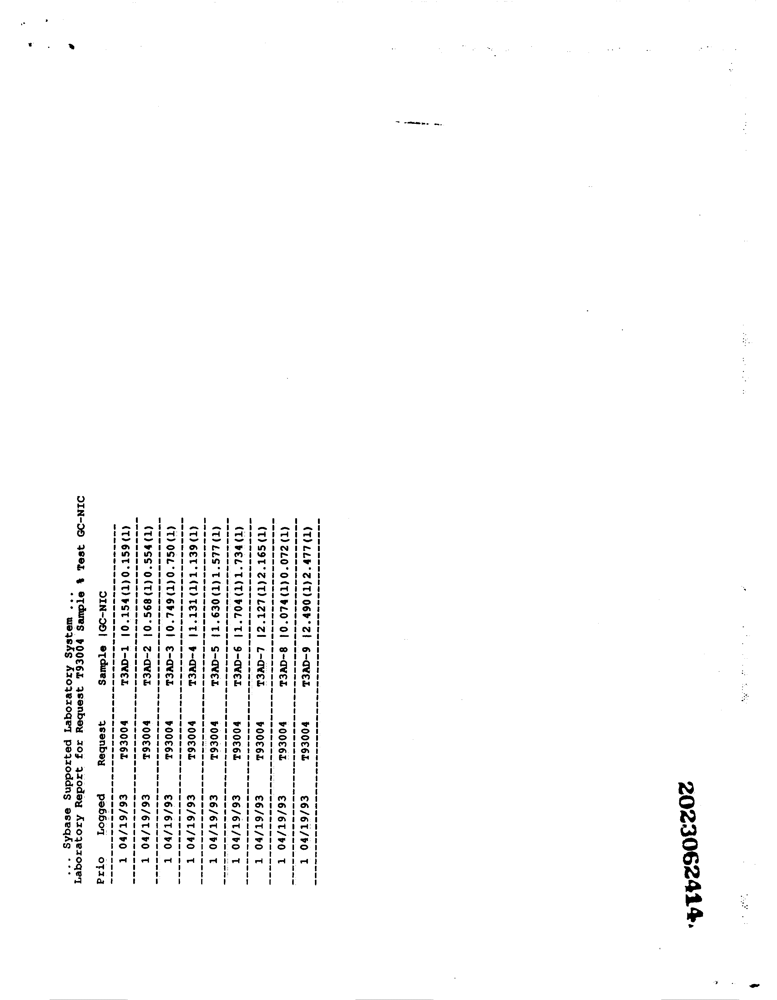 ... Sybase Supported Laboratory System ...
Laboratory Report for Request T93004 Sample % Test GC-NIC
Prio Logged Request Sample |GC-NIC
1 04/19/93 T93004 T3AD-1 |0.154(1)0.159(1)
1 04/19/93 T93004 T3AD-2 |0.568(1)0.554(1)
1 04/19/93 T93004 T3AD-3 |0.749(1)0.750(1)
1 04/19/93 T93004 T3AD-4 |1.131(1)1.139(1)
1 04/19/93 T93004 T3AD-5 |1.630(1)1.577(1)
1 04/19/93 T93004 T3AD-6 |1.704(1)1.734(1)
1 04/19/93 T93004 T3AD-7 |2.127(1)2.165(1)
1 04/19/93 T93004 T3AD-8 |0.074(1)0.072(1)
1 04/19/93 T93004 T3AD-9 |2.490(1)2.477(1)
2023062414